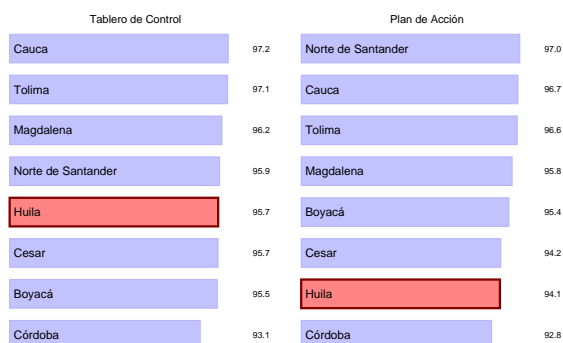 Tablero de Control
Cauca 97.2
Tolima 97.1
Magdalena 96.2
Norte de Santander 95.9
Huila 95.7
Cesar 95.7
Boyacá 95.5
Córdoba 93.1
Plan de Acción
Norte de Santander 97.0
Cauca 96.7
Tolima 96.6
Magdalena 95.8
Boyacá 95.4
Cesar 94.2
Huila 94.1
Córdoba 92.8